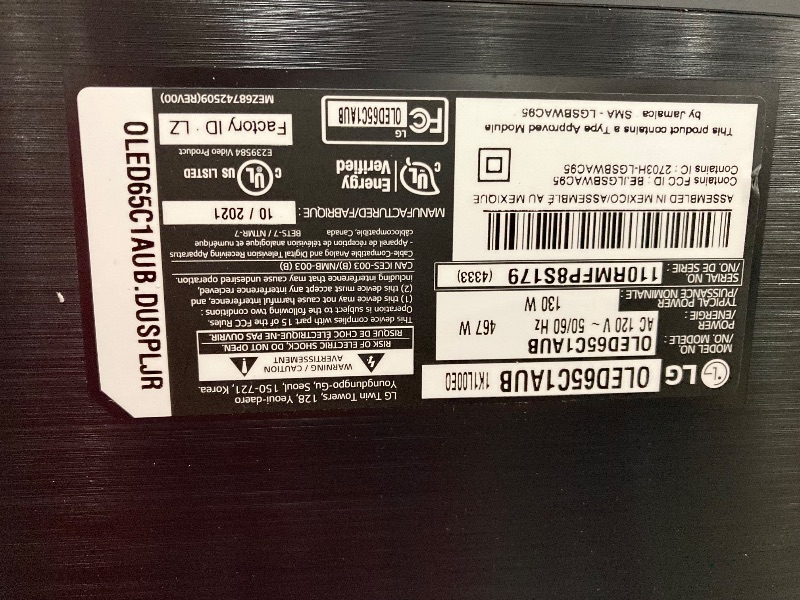 LG OLED65C1AUB 1K1L00E0
MODEL NO.
/NO. MODÈLE :
OLED65C1AUB
POWER
/ÉNERGIE :
AC 120 V ~ 50/60 Hz 467 W
TYPICAL POWER
/PUISSANCE NOMINALE :
130 W
SERIAL NO.
/NO. DE SÉRIE :
110RMFP8S179 (4333)
ASSEMBLED IN MEXICO/ASSEMBLÉ AU MEXIQUE
Contains FCC ID : BEJLGSBWAC95
Contains IC : 2703H-LGSBWAC95
This product contains a Type Approved Module
by Jamaica SMA - LGSBWAC95
LG Twin Towers, 128, Yeoui-daero
Youngdungpo-Gu, Seoul, 150-721, Korea.
WARNING / CAUTION
AVERTISSEMENT
RISK OF ELECTRIC SHOCK, DO NOT OPEN.
RISQUE DE CHOC ÉLECTRIQUE-NE PAS OUVRIR.
This device complies with part 15 of the FCC Rules.
Operation is subject to the following two conditions :
(1) this device may not cause harmful interference, and,
(2) this device must accept any interference recieved,
including interference that may cause undesired operation.
CAN ICES-003 (B)/NMB-003 (B)
Cable-Compatible Analog and Digital Television Receiving Apparatus
- Appareil de réception de télévision analogique et numérique
câblocompatible, Canada.
BETS-7 / NTMR-7
MANUFACTURED/FABRIQUÉ : 10 / 2021
UL Energy
Verified
C UL US LISTED
E239584 Video Product
FC LG
OLED65C1AUB
Factory ID : LZ
MEZ68742509(REV00)
OLED65C1AUB.DUSPLJR